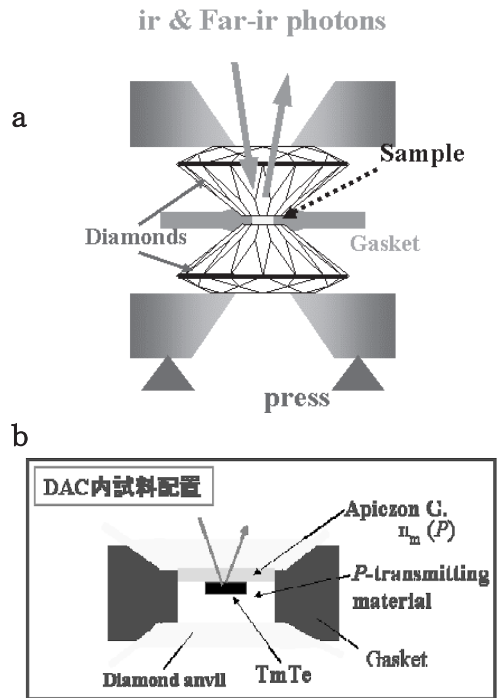 ir & Far-ir photons
a
Sample
Diamonds
Gasket
press
b
DAC内試料配置
Apiezon G.
nm (P)
P-transmitting
material
Diamond anvil
TmTe
Gasket